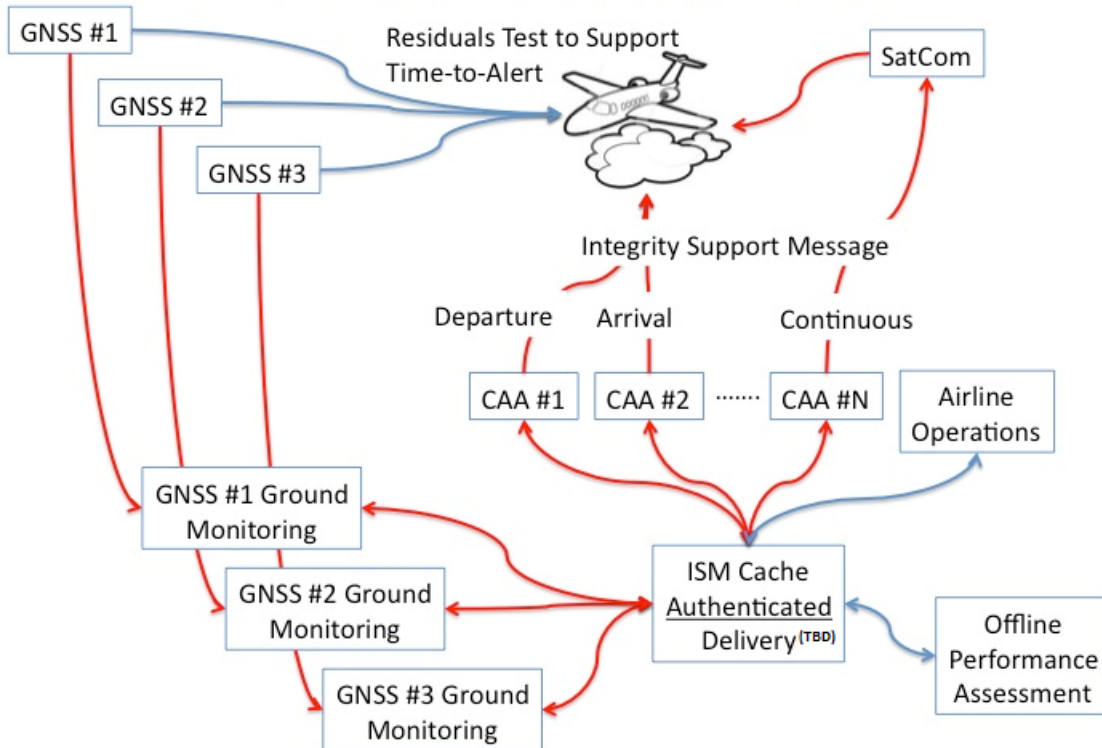 GNSS #1
Residuals Test to Support
Time-to-Alert
SatCom
GNSS #2
GNSS #3
Integrity Support Message
Departure
Arrival
Continuous
CAA #1
CAA #2
.......
CAA #N
Airline
Operations
GNSS #1 Ground
Monitoring
GNSS #2 Ground
Monitoring
ISM Cache
Authenticated
Delivery(TBD)
Offline
Performance
Assessment
GNSS #3 Ground
Monitoring